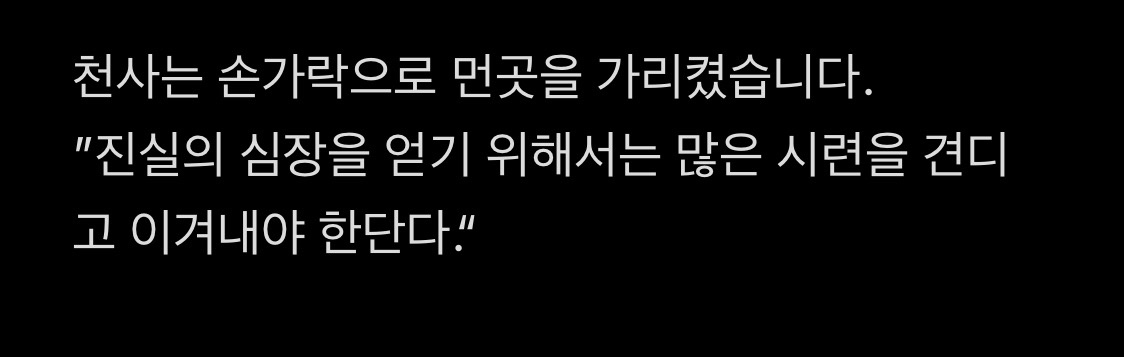 천사는 손가락으로 먼곳을 가리켰습니다.
”진실의 심장을 얻기 위해서는 많은 시련을 견디
고 이겨내야 한단다.“